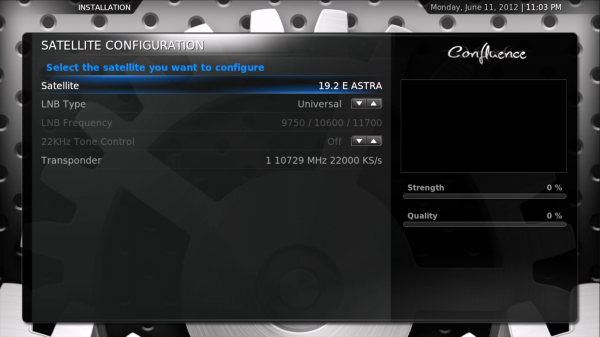 INSTALLATION
Monday, June 11, 2012 | 11:03 PM
SATELLITE CONFIGURATION
Confluence
Select the satellite you want to configure
Satellite 19.2 E ASTRA
LNB Type Universal
LNB Frequency 9750 / 10600 / 11700
22KHz Tone Control Off
Transponder 1 10729 MHz 22000 KS/s
Strength 0 %
Quality 0 %